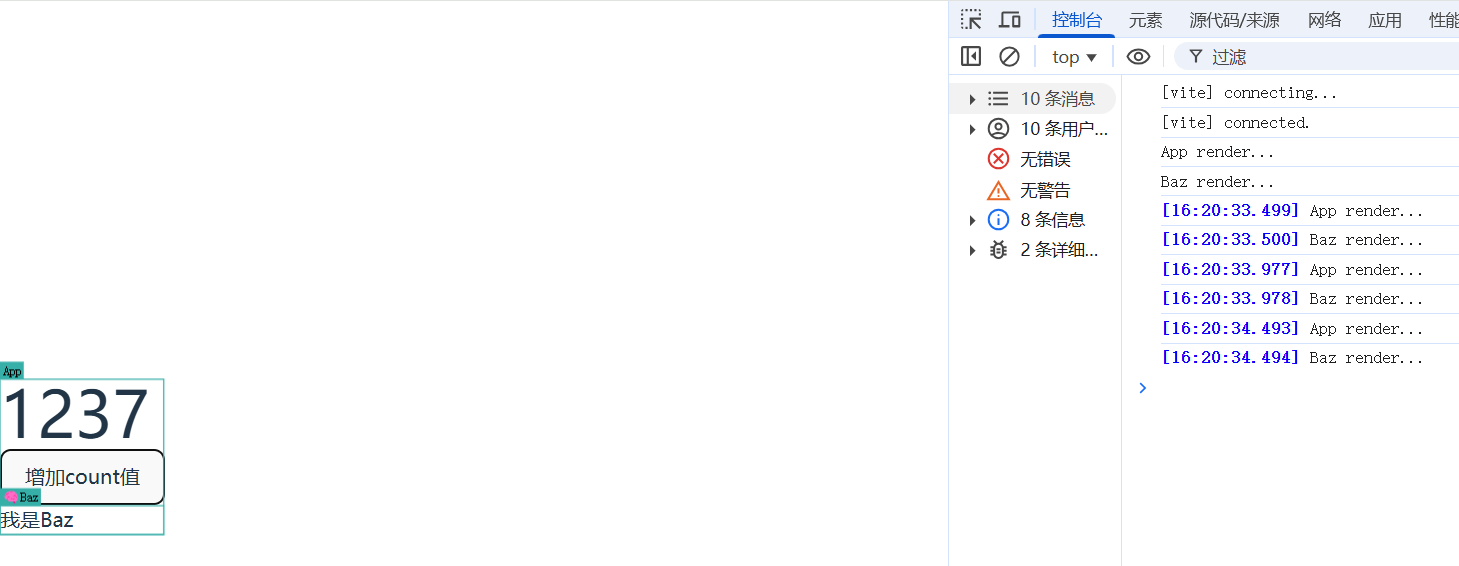 App
1237
增加count值
Baz
我是Baz
控制台 元素 源代码/来源 网络 应用 性能
top 过滤
10 条消息
10 条用户...
无错误
无警告
8 条信息
2 条详细...
[vite] connecting...
[vite] connected.
App render...
Baz render...
[16:20:33.499] App render...
[16:20:33.500] Baz render...
[16:20:33.977] App render...
[16:20:33.978] Baz render...
[16:20:34.493] App render...
[16:20:34.494] Baz render...